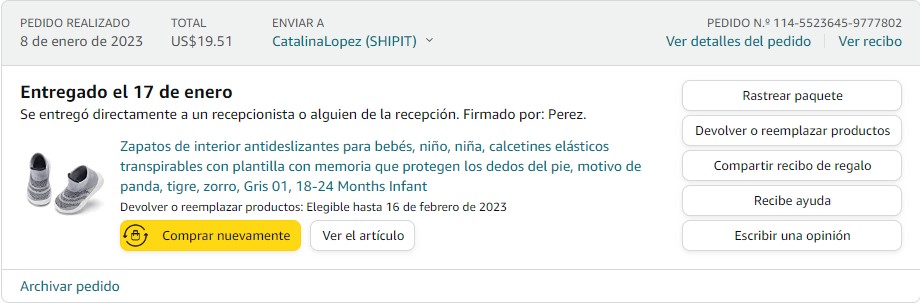 PEDIDO REALIZADO
8 de enero de 2023
TOTAL
US$19.51
ENVIAR A
CatalinaLopez (SHIPIT)
PEDIDO N.º 114-5523645-9777802
Ver detalles del pedido
Ver recibo
Entregado el 17 de enero
Se entregó directamente a un recepcionista o alguien de la recepción. Firmado por: Perez.
Zapatos de interior antideslizantes para bebés, niño, niña, calcetines elásticos
transpirables con plantilla con memoria que protegen los dedos del pie, motivo de
panda, tigre, zorro, Gris 01, 18-24 Months Infant
Devolver o reemplazar productos: Elegible hasta 16 de febrero de 2023
Comprar nuevamente
Ver el artículo
Rastrear paquete
Devolver o reemplazar productos
Compartir recibo de regalo
Recibe ayuda
Escribir una opinión
Archivar pedido